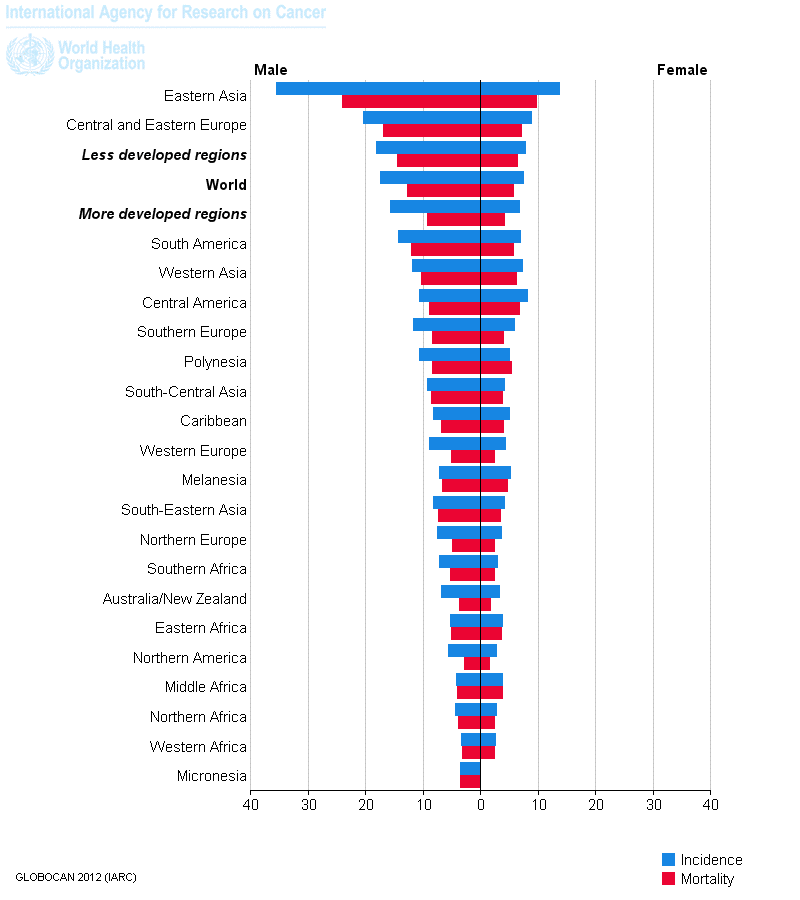 International Agency for Research on Cancer
World Health
Organization
Male
Female
Eastern Asia
Central and Eastern Europe
Less developed regions
World
More developed regions
South America
Western Asia
Central America
Southern Europe
Polynesia
South-Central Asia
Caribbean
Western Europe
Melanesia
South-Eastern Asia
Northern Europe
Southern Africa
Australia/New Zealand
Eastern Africa
Northern America
Middle Africa
Northern Africa
Western Africa
Micronesia
40 30 20 10 0 10 20 30 40
Incidence
Mortality
GLOBOCAN 2012 (IARC)